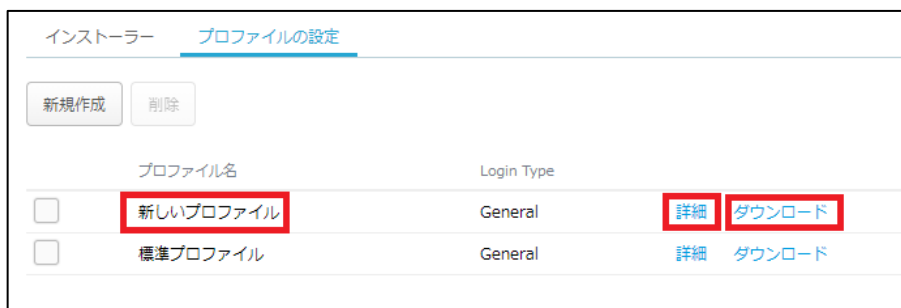 インストーラー プロファイルの設定
新規作成 削除
プロファイル名 Login Type
新しいプロファイル General 詳細 ダウンロード
標準プロファイル General 詳細 ダウンロード